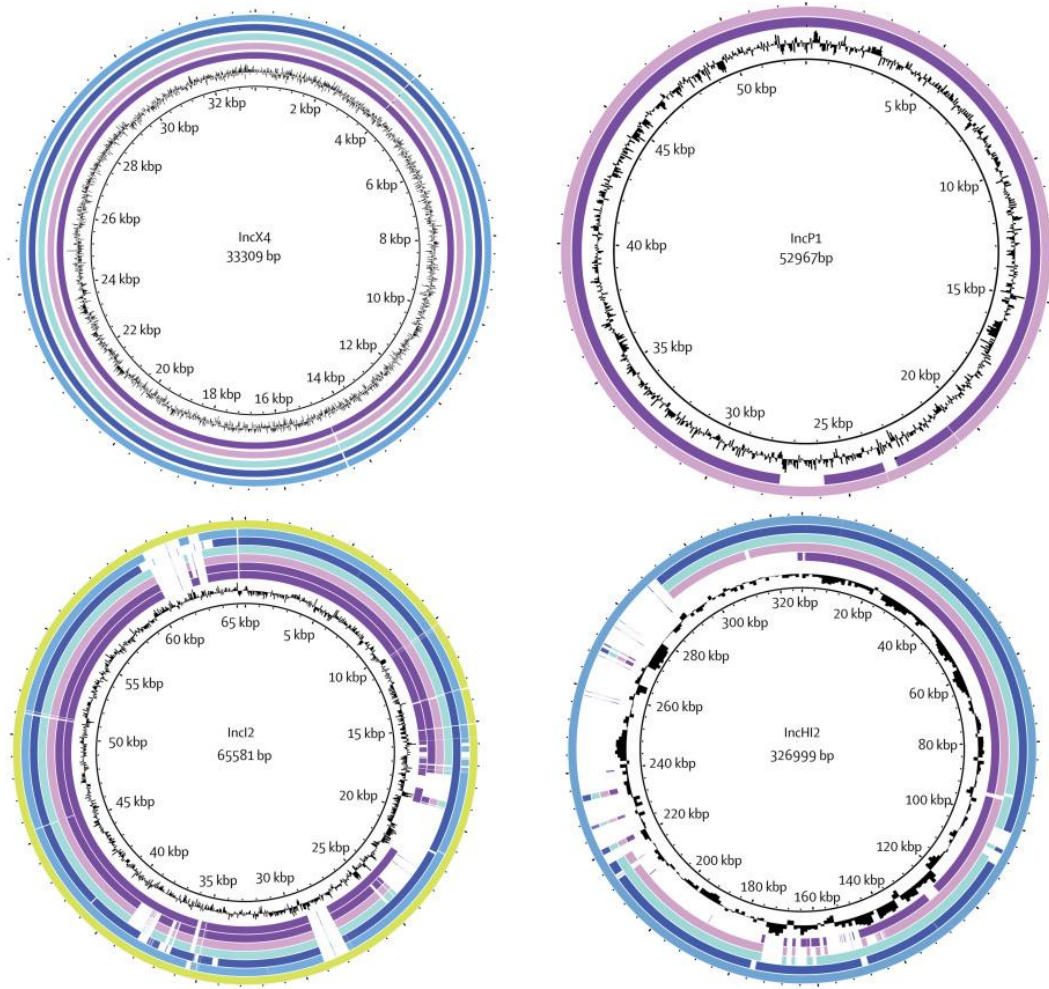 32 kbp
2 kbp
30 kbp
4 kbp
28 kbp
6 kbp
26 kbp
8 kbp
IncX4
33309 bp
24 kbp
10 kbp
22 kbp
12 kbp
20 kbp
14 kbp
18 kbp
16 kbp
50 kbp
5 kbp
45 kbp
10 kbp
40 kbp
IncP1
52967bp
15 kbp
35 kbp
20 kbp
30 kbp
25 kbp
65 kbp
60 kbp
5 kbp
55 kbp
10 kbp
50 kbp
IncI2
65581 bp
15 kbp
45 kbp
20 kbp
40 kbp
25 kbp
35 kbp
30 kbp
320 kbp
20 kbp
300 kbp
40 kbp
280 kbp
60 kbp
260 kbp
IncHI2
326999 bp
80 kbp
240 kbp
100 kbp
220 kbp
120 kbp
200 kbp
140 kbp
180 kbp
160 kbp